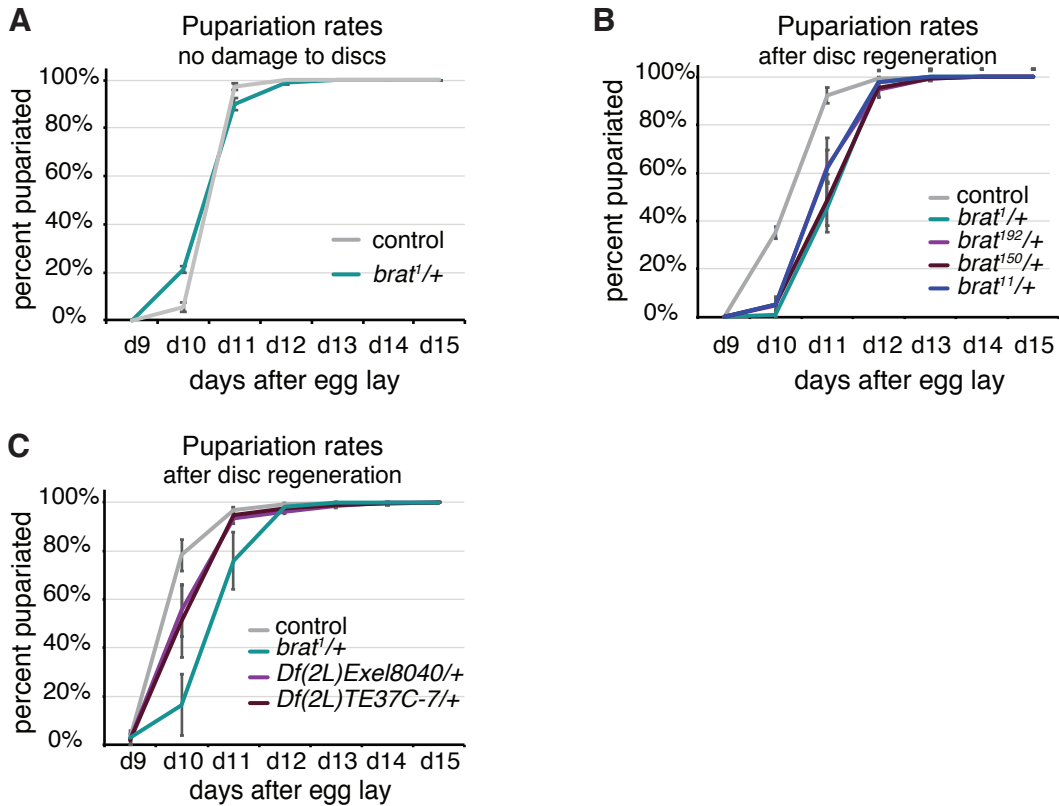 A
Pupariation rates
no damage to discs
percent pupariated
100%
80%
60%
40%
20%
0%
control
brat¹/+
d9 d10 d11 d12 d13 d14 d15
days after egg lay
B
Pupariation rates
after disc regeneration
percent pupariated
100%
80%
60%
40%
20%
0%
control
brat¹/+
brat¹⁹²/+
brat¹⁵⁰/+
brat¹¹/+
d9 d10 d11 d12 d13 d14 d15
days after egg lay
C
Pupariation rates
after disc regeneration
percent pupariated
100%
80%
60%
40%
20%
0%
control
brat¹/+
Df(2L)Exel8040/+
Df(2L)TE37C-7/+
d9 d10 d11 d12 d13 d14 d15
days after egg lay